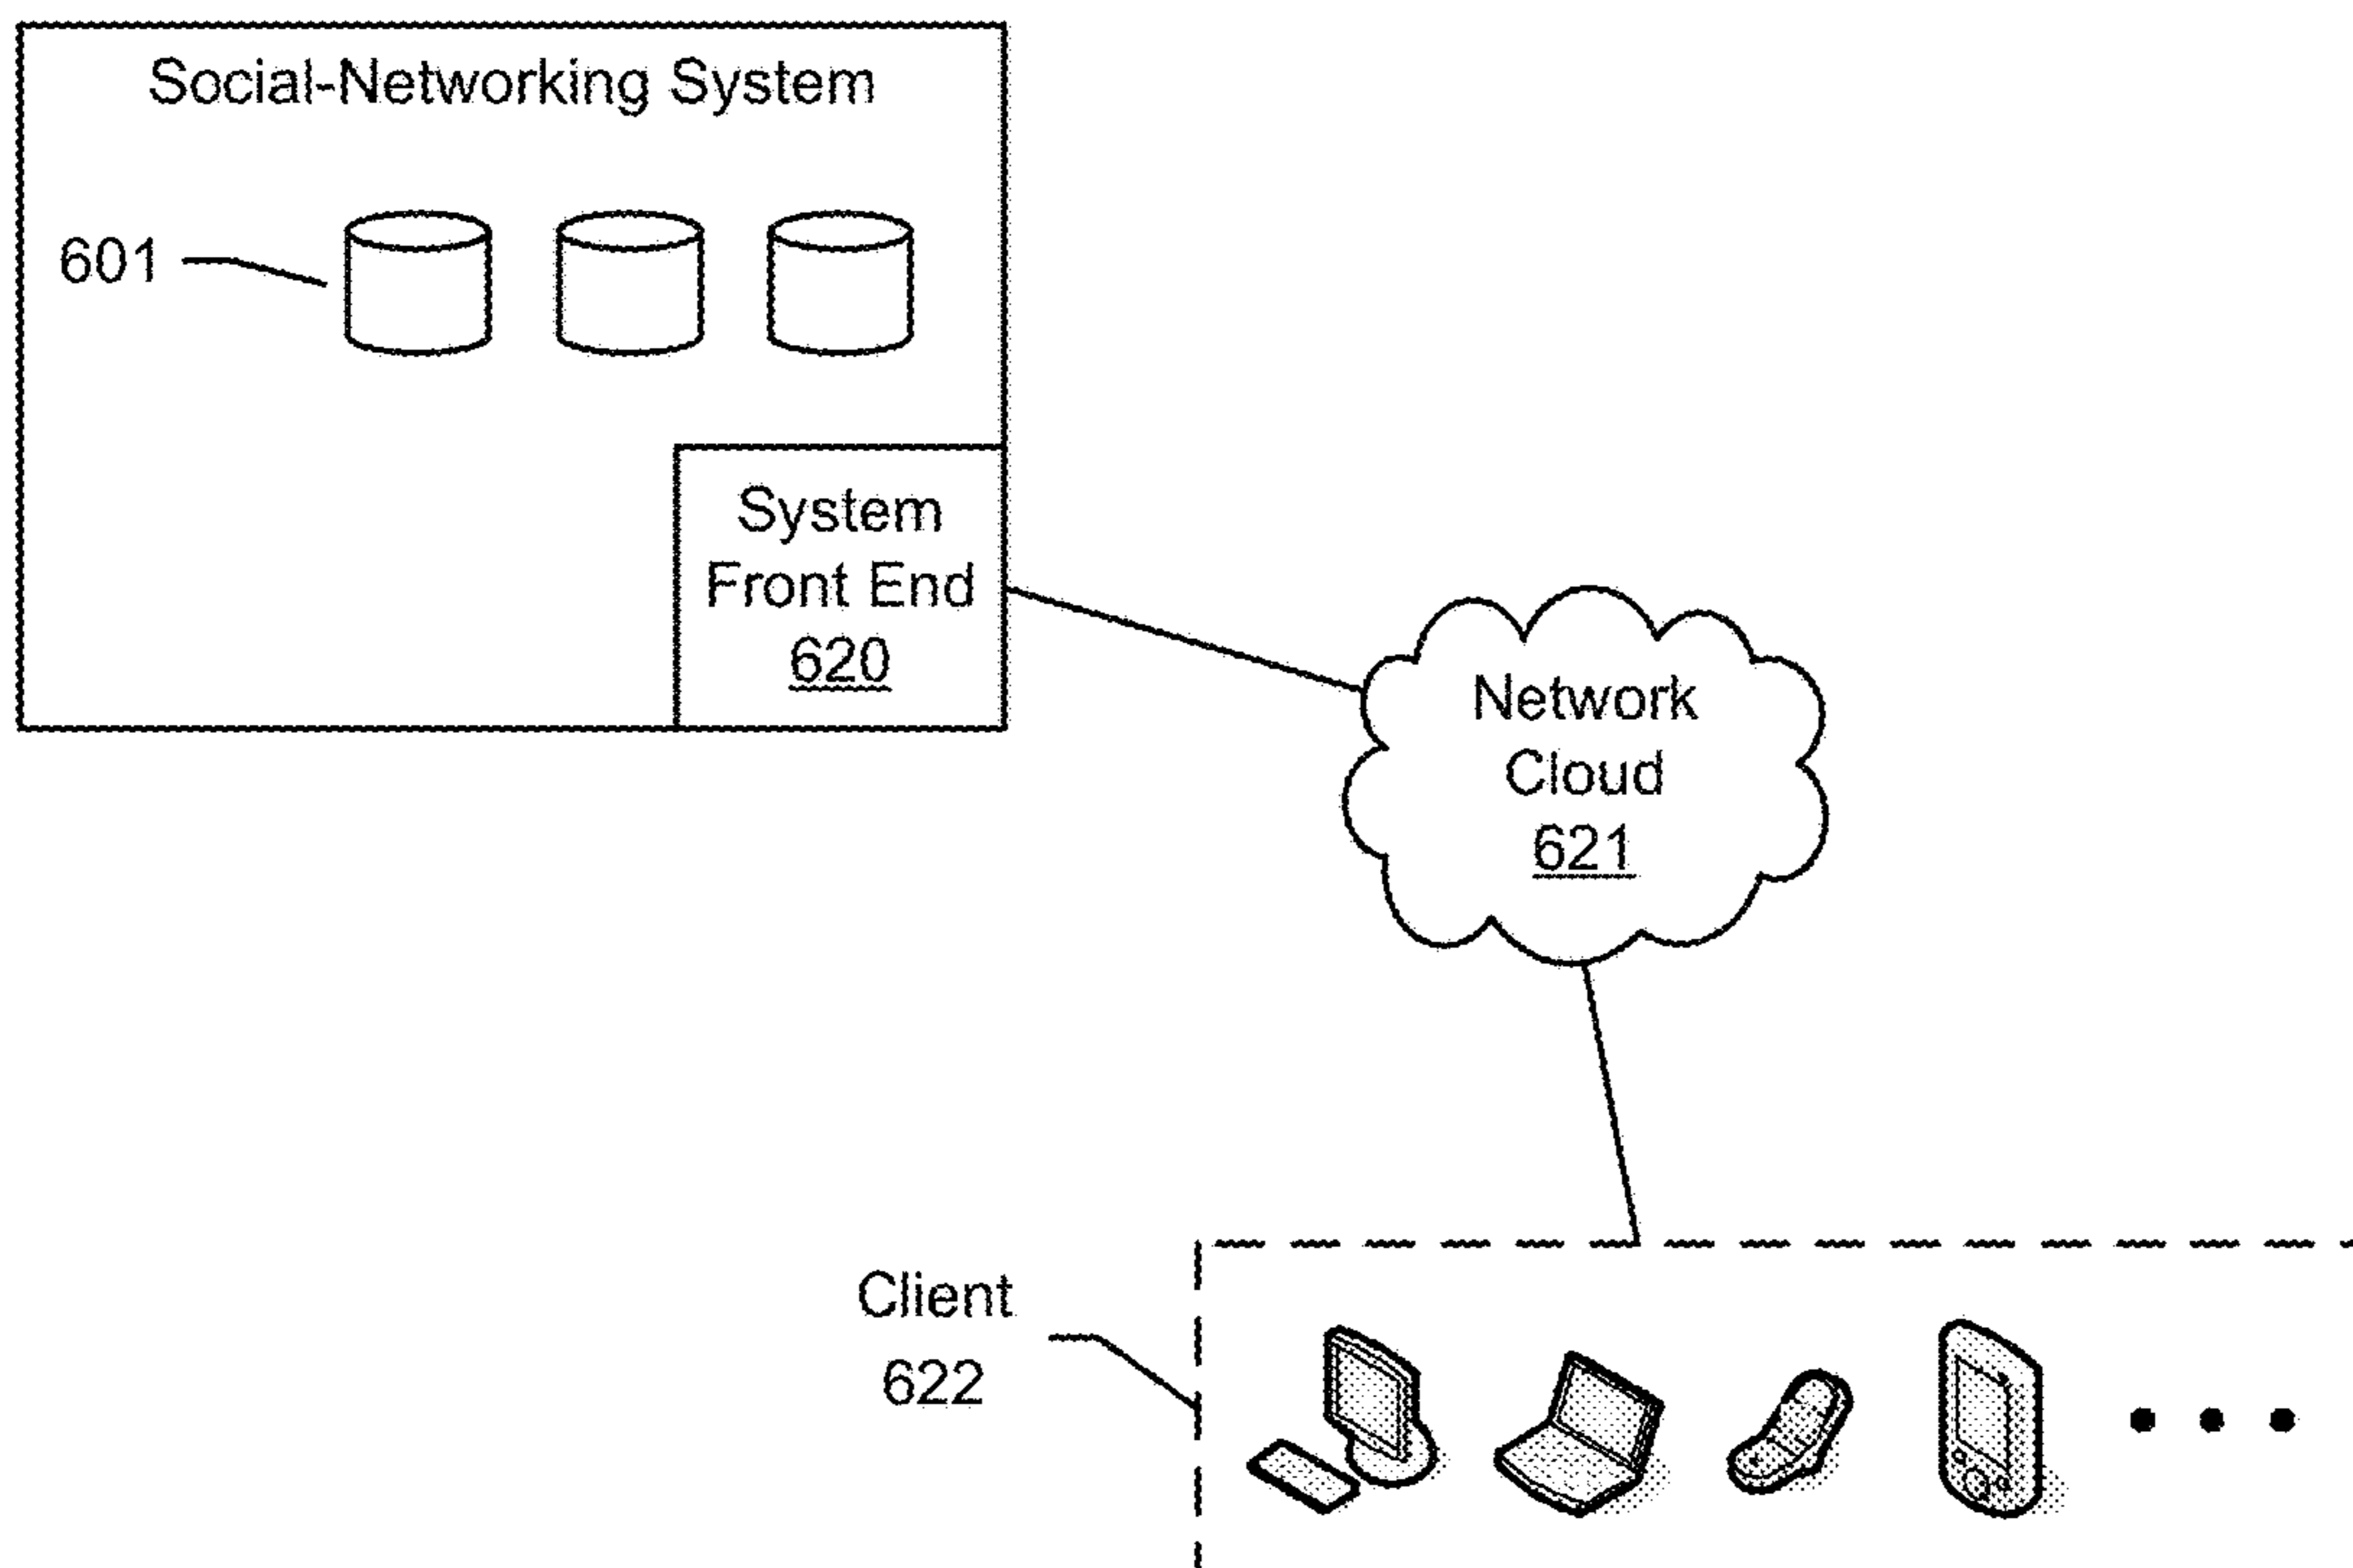 Social-Networking System
601
System
Front End
620
Network
Cloud
621
Client
622